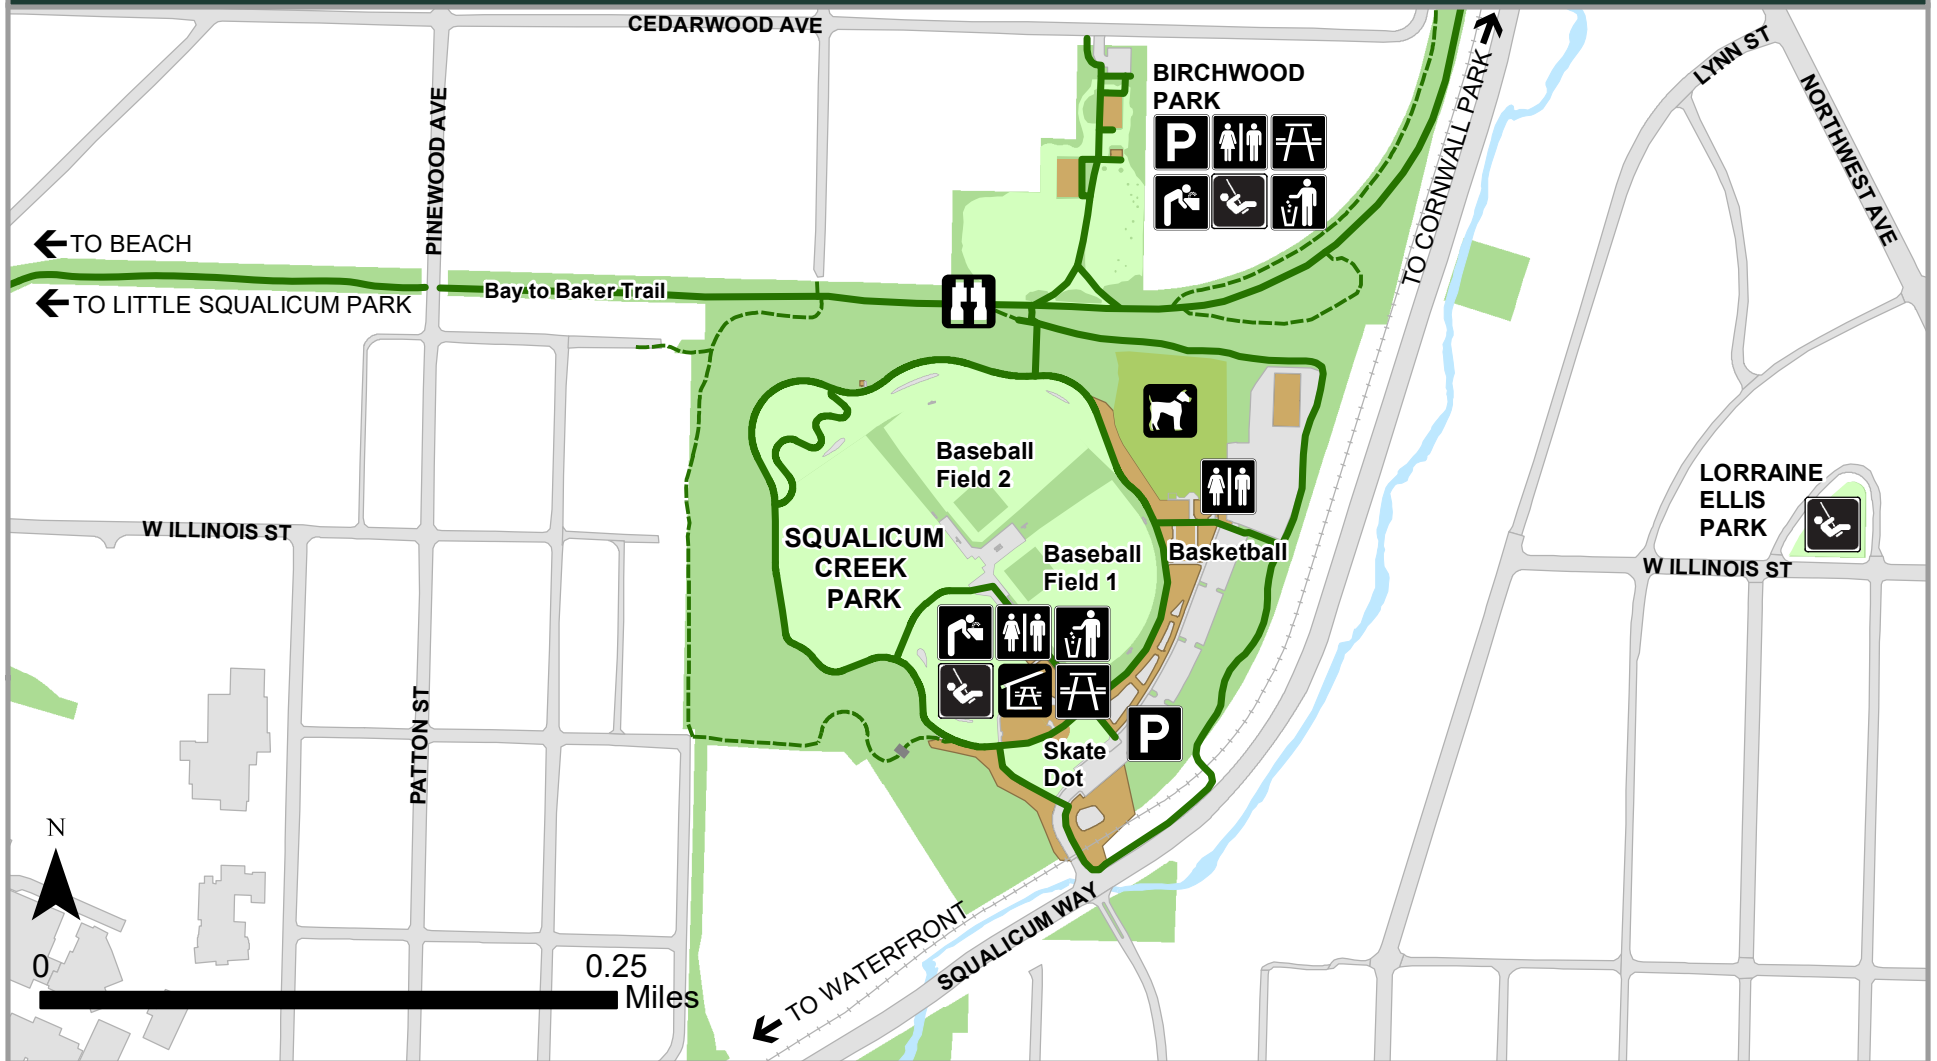 CEDARWOOD AVE
LYNN ST
NORTHWEST AVE
TO CORNWALL PARK
BIRCHWOOD
PARK
P
PINEWOOD AVE
TO BEACH
Bay to Baker Trail
TO LITTLE SQUALICUM PARK
Baseball
Field 2
LORRAINE
ELLIS
PARK
W ILLINOIS ST
SQUALICUM
CREEK
PARK
Baseball
Field 1
Basketball
W ILLINOIS ST
PATTON ST
P
Skate
Dot
N
SQUALICUM WAY
TO WATERFRONT
0
0.25
Miles